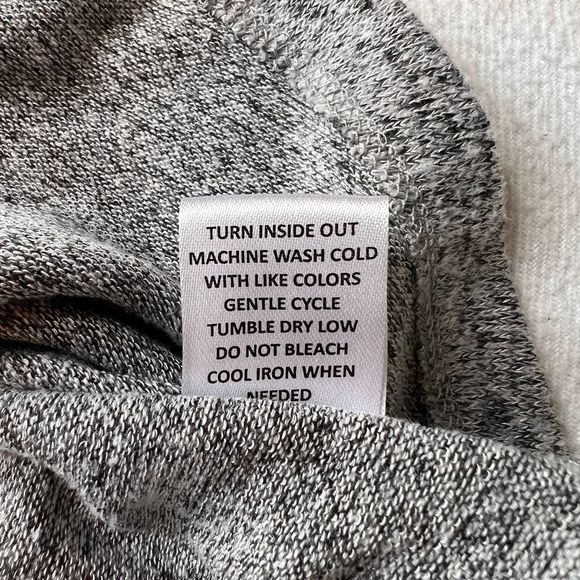 TURN INSIDE OUT
MACHINE WASH COLD
WITH LIKE COLORS
GENTLE CYCLE
TUMBLE DRY LOW
DO NOT BLEACH
COOL IRON WHEN
NEEDED